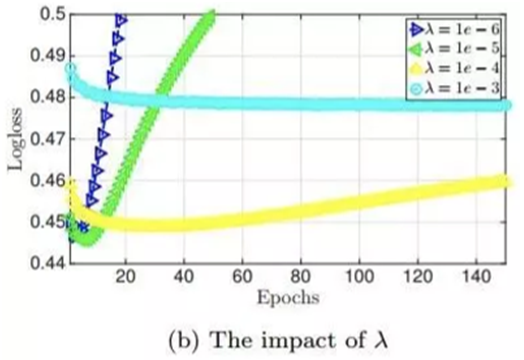 0.5
0.49
0.48
0.47
0.46
0.45
0.44
Logloss
λ = 1e − 6
λ = 1e − 5
λ = 1e − 4
λ = 1e − 3
20 40 60 80 100 120 140
Epochs
(b) The impact of λ